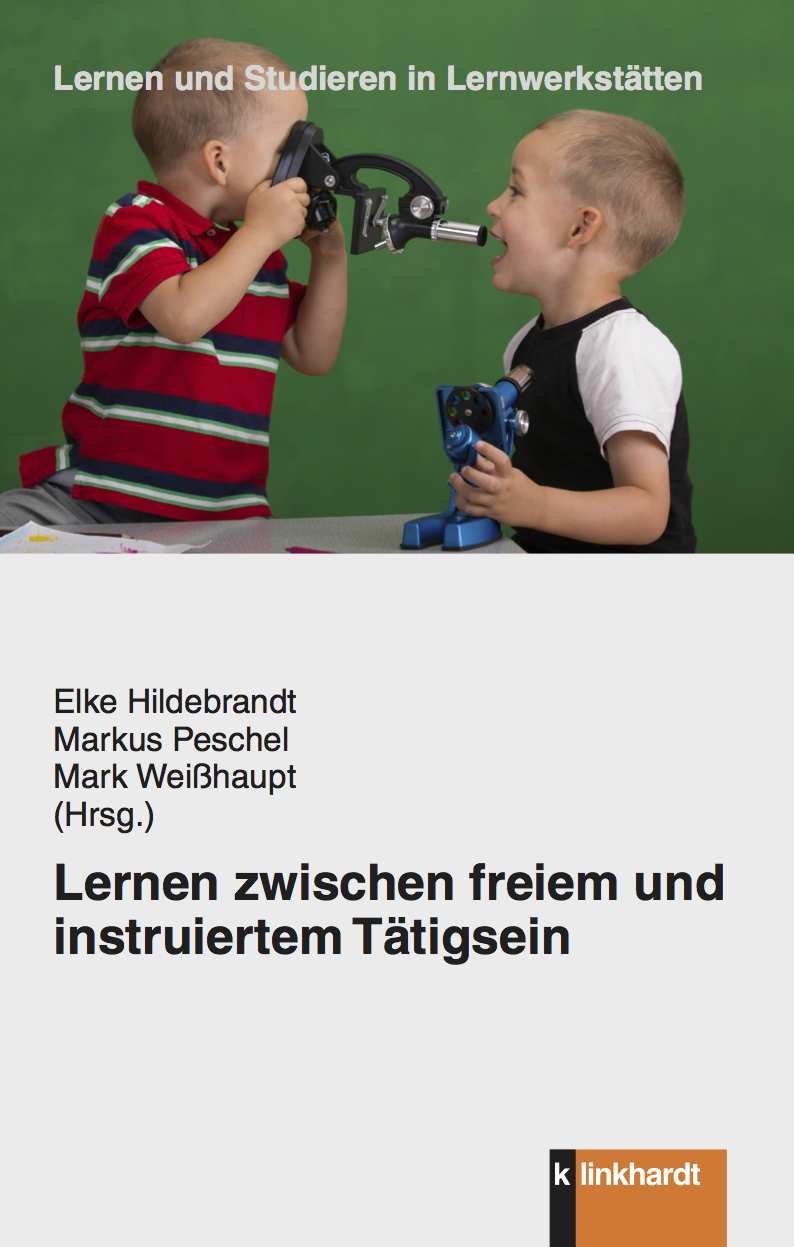 Lernen und Studieren in Lernwerkstätten
Elke Hildebrandt
Markus Peschel
Mark Weißhaupt
(Hrsg.)
Lernen zwischen freiem und
instruiertem Tätigsein
k linkhardt